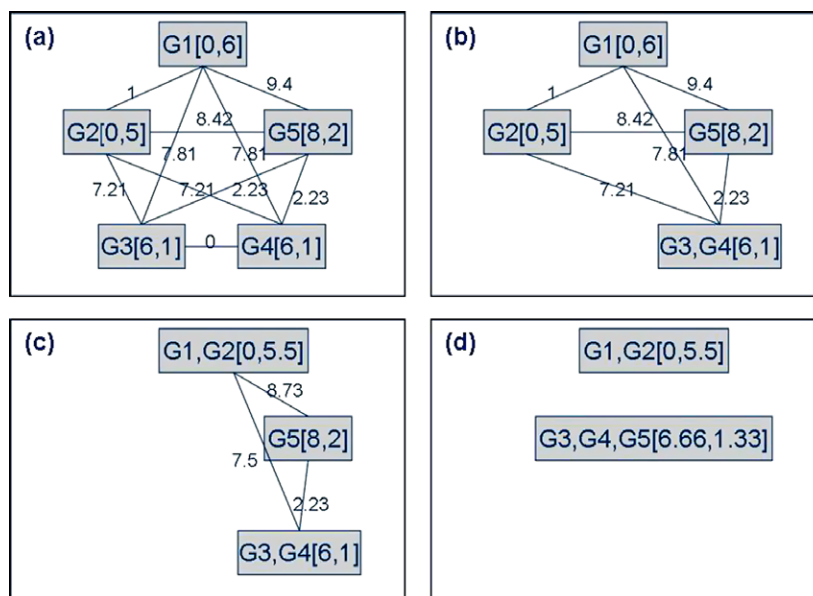 (a)
G1[0,6]
1
9.4
G2[0,5]
8.42
G5[8,2]
7.81
7.81
7.21
7.21
2.23
2.23
G3[6,1]
0
G4[6,1]
(b)
G1[0,6]
1
9.4
G2[0,5]
8.42
G5[8,2]
7.81
7.21
2.23
G3,G4[6,1]
(c)
G1,G2[0,5.5]
8.73
G5[8,2]
7.5
2.23
G3,G4[6,1]
(d)
G1,G2[0,5.5]
G3,G4,G5[6.66,1.33]